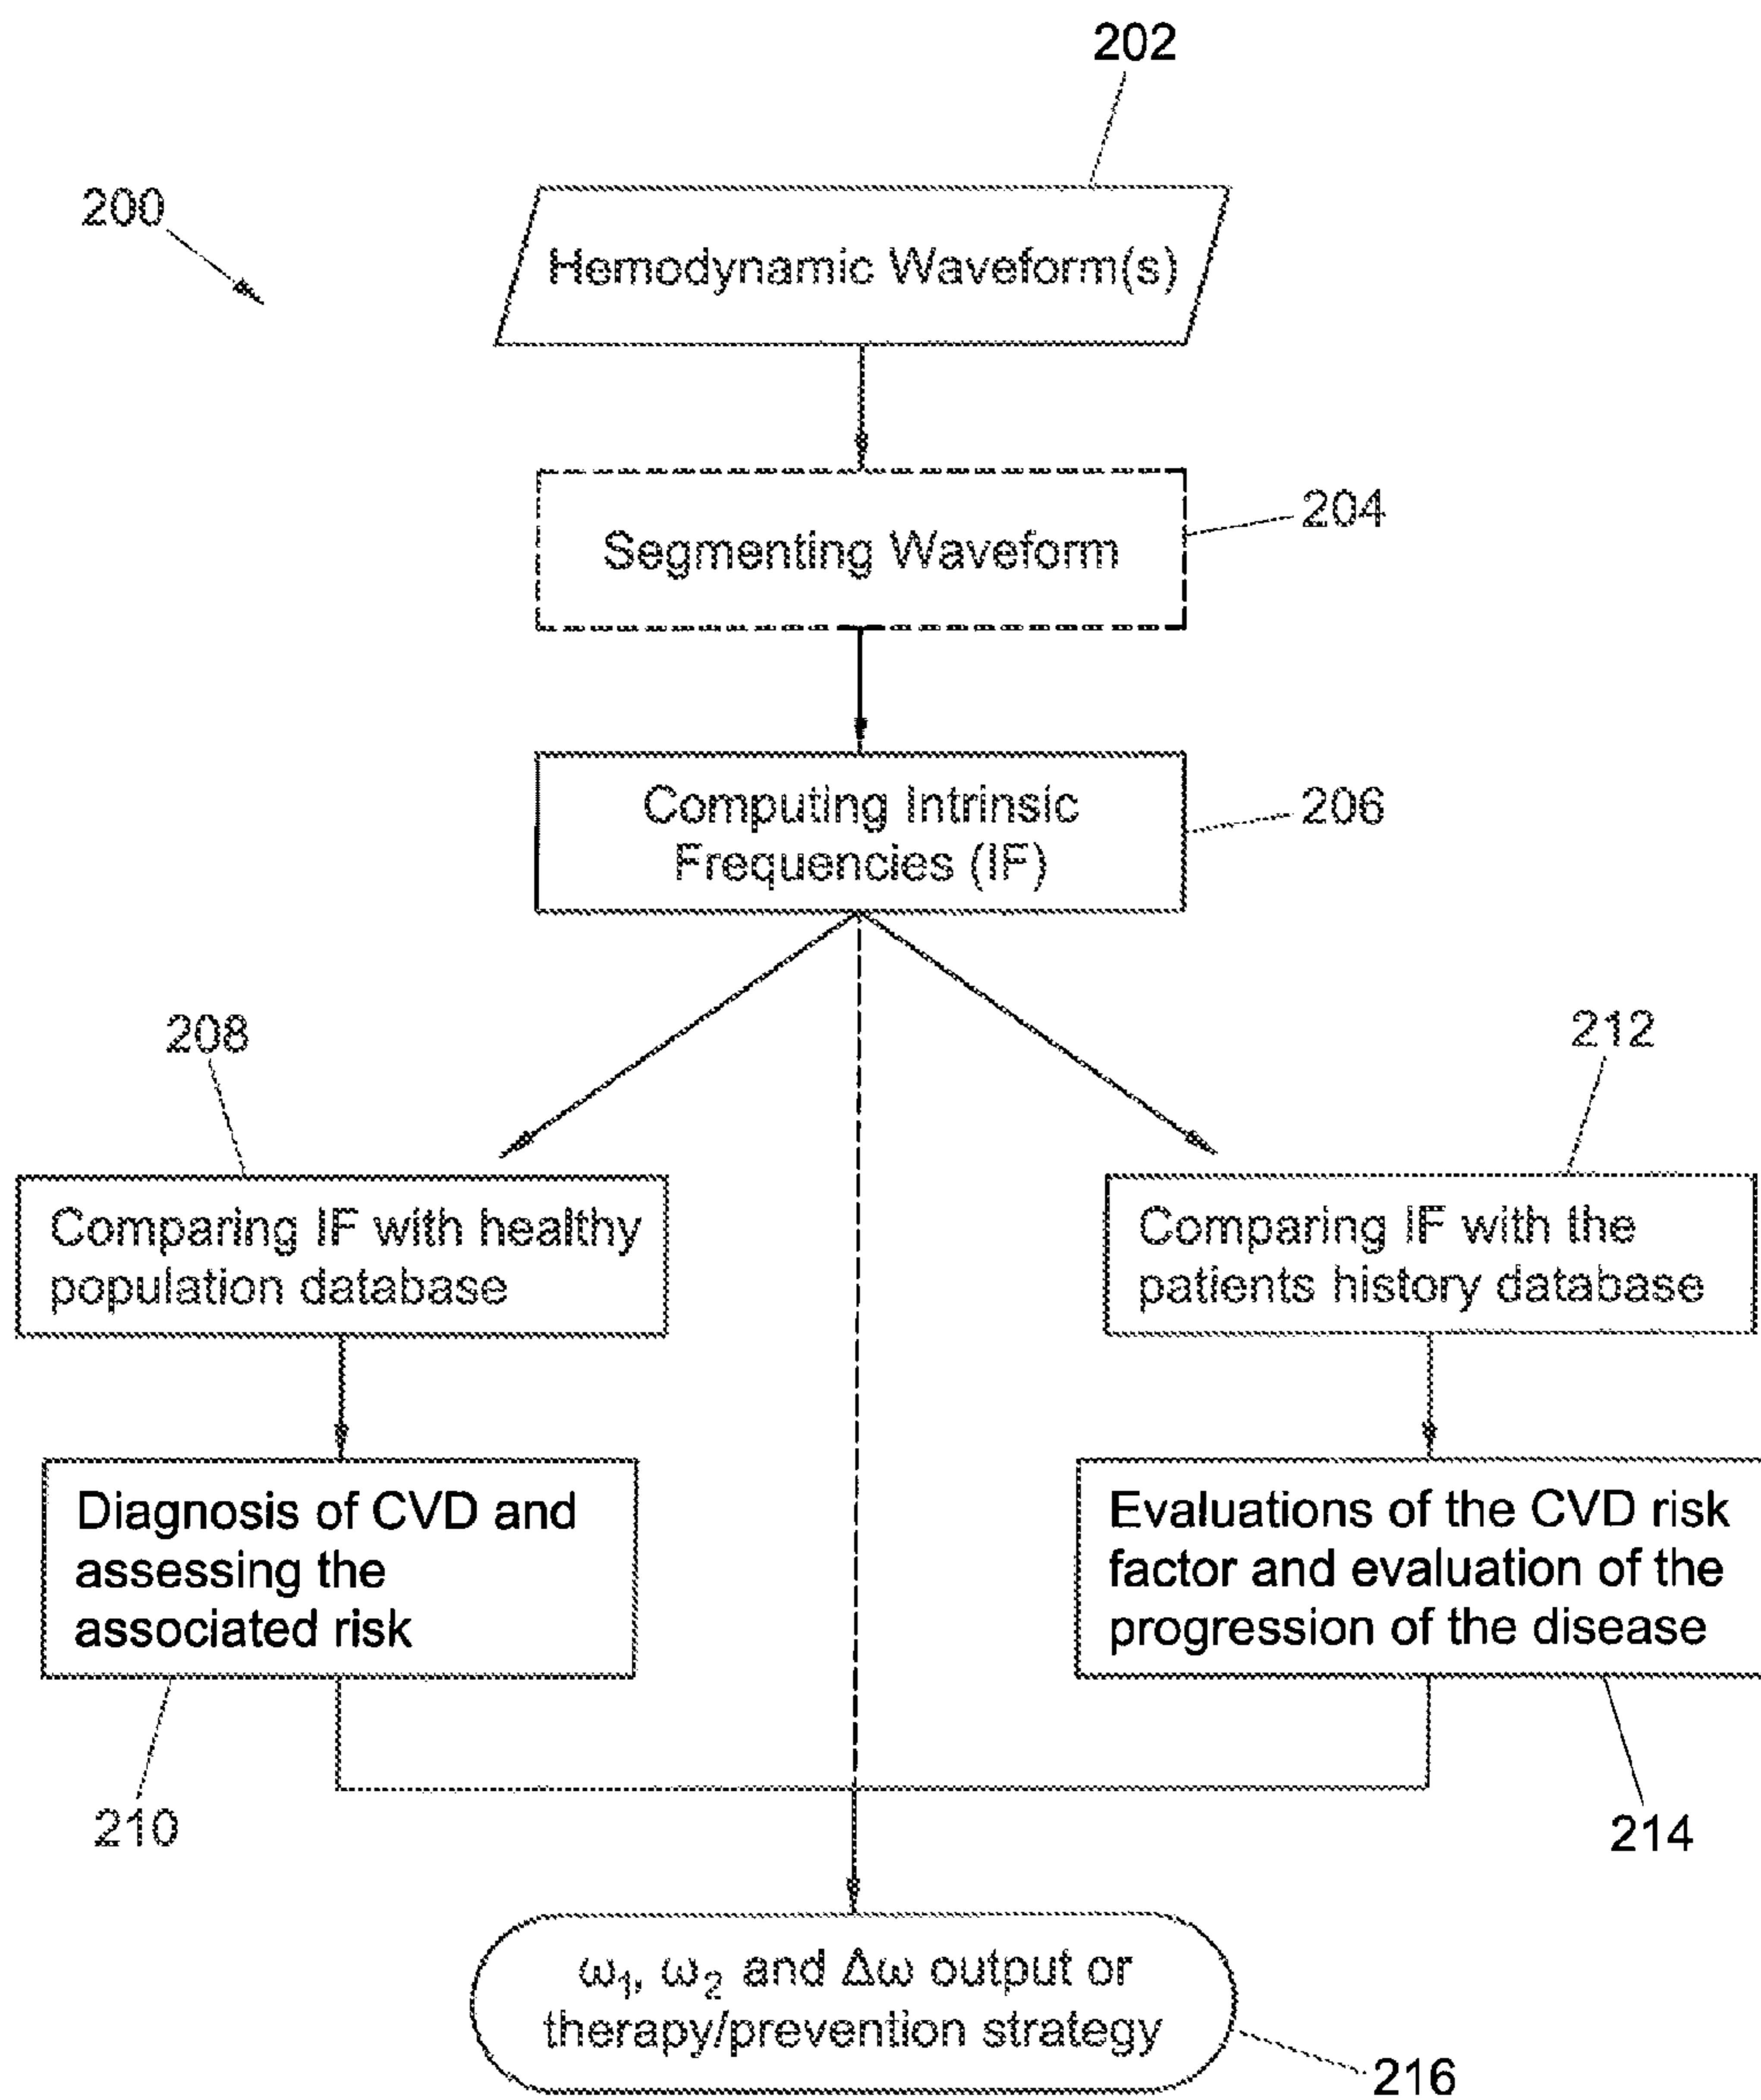 202
200
Hemodynamic Waveform(s)
204
Segmenting Waveform
Computing Intrinsic
Frequencies (IF)
206
208
212
Comparing IF with healthy
population database
Comparing IF with the
patients history database
Diagnosis of CVD and
assessing the
associated risk
Evaluations of the CVD risk
factor and evaluation of the
progression of the disease
210
214
ω₁, ω₂ and Δω output or
therapy/prevention strategy
216